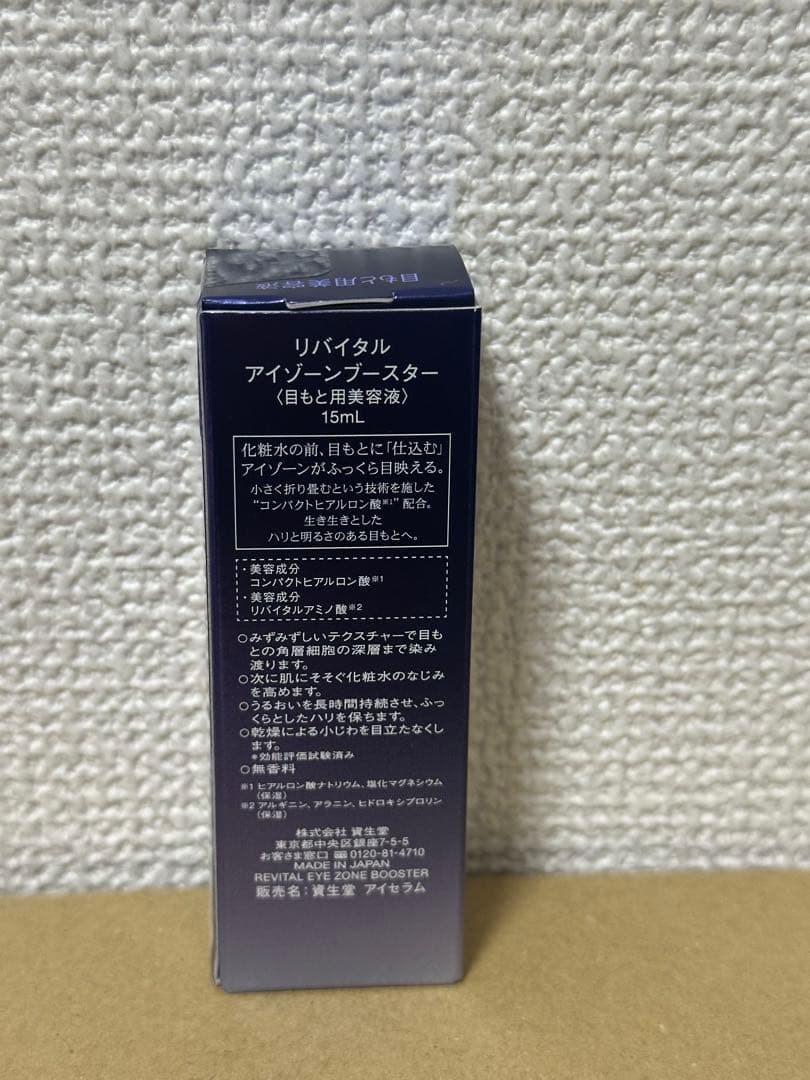 目もと用美容液
リバイタル
アイゾーンブースター
〈目もと用美容液〉
15mL
化粧水の前、目もとに「仕込む」
アイゾーンがふっくら目映える。
小さく折り畳むという技術を施した
“コンパクトヒアルロン酸※1”配合。
生き生きとした
ハリと明るさのある目もとへ。
・美容成分
コンパクトヒアルロン酸※1
・美容成分
リバイタルアミノ酸※2
○みずみずしいテクスチャーで目も
との角層細胞の深層まで染み
渡ります。
○次に肌にそそぐ化粧水のなじみ
を高めます。
○うるおいを長時間持続させ、ふっ
くらとしたハリを保ちます。
○乾燥による小じわを目立たなくし
ます。
*効能評価試験済み
○無香料
※1 ヒアルロン酸ナトリウム、塩化マグネシウム
（保湿）
※2 アルギニン、アラニン、ヒドロキシプロリン
（保湿）
株式会社 資生堂
東京都中央区銀座7-5-5
お客さま窓口 0120-81-4710
MADE IN JAPAN
REVITAL EYE ZONE BOOSTER
販売名：資生堂 アイセラム